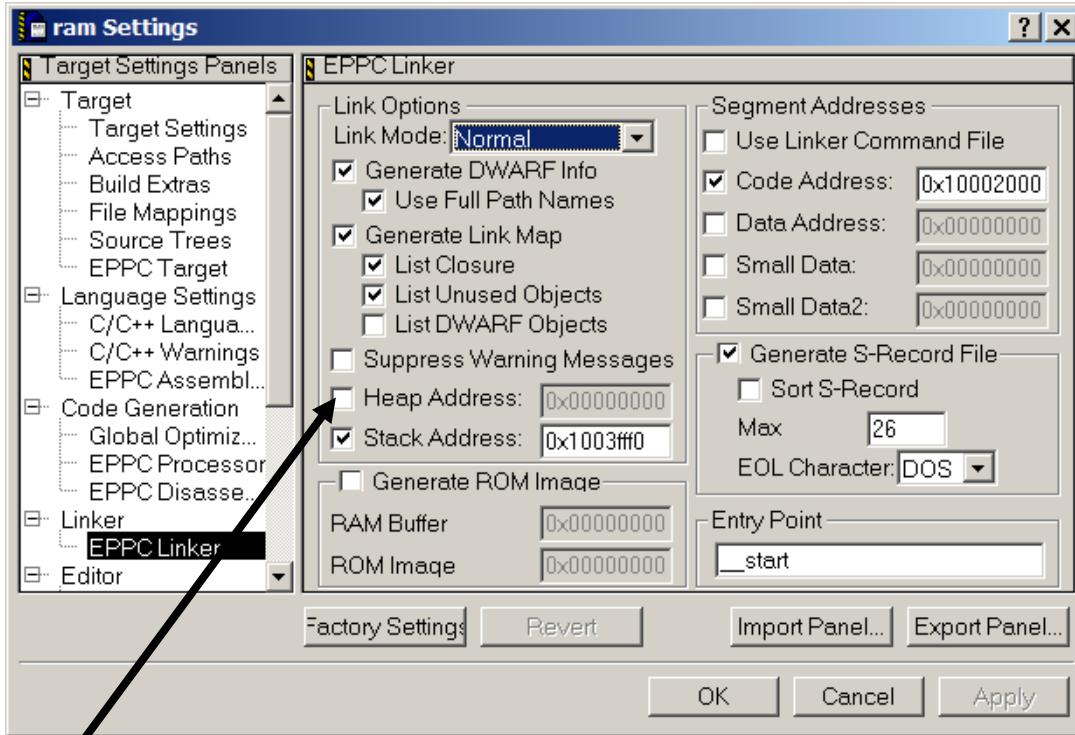 ram Settings
Target Settings Panels
Target
Target Settings
Access Paths
Build Extras
File Mappings
Source Trees
EPPC Target
Language Settings
C/C++ Langua...
C/C++ Warnings
EPPC Assembl...
Code Generation
Global Optimiz...
EPPC Processor
EPPC Disasse...
Linker
EPPC Linker
Editor
EPPC Linker
Link Options
Link Mode: Normal
Generate DWARF Info
Use Full Path Names
Generate Link Map
List Closure
List Unused Objects
List DWARF Objects
Suppress Warning Messages
Heap Address: 0x00000000
Stack Address: 0x1003fff0
Generate ROM Image
RAM Buffer 0x00000000
ROM Image 0x00000000
Segment Addresses
Use Linker Command File
Code Address: 0x10002000
Data Address: 0x00000000
Small Data: 0x00000000
Small Data2: 0x00000000
Generate S-Record File
Sort S-Record
Max 26
EOL Character: DOS
Entry Point
__start
Factory Settings
Revert
Import Panel...
Export Panel...
OK
Cancel
Apply